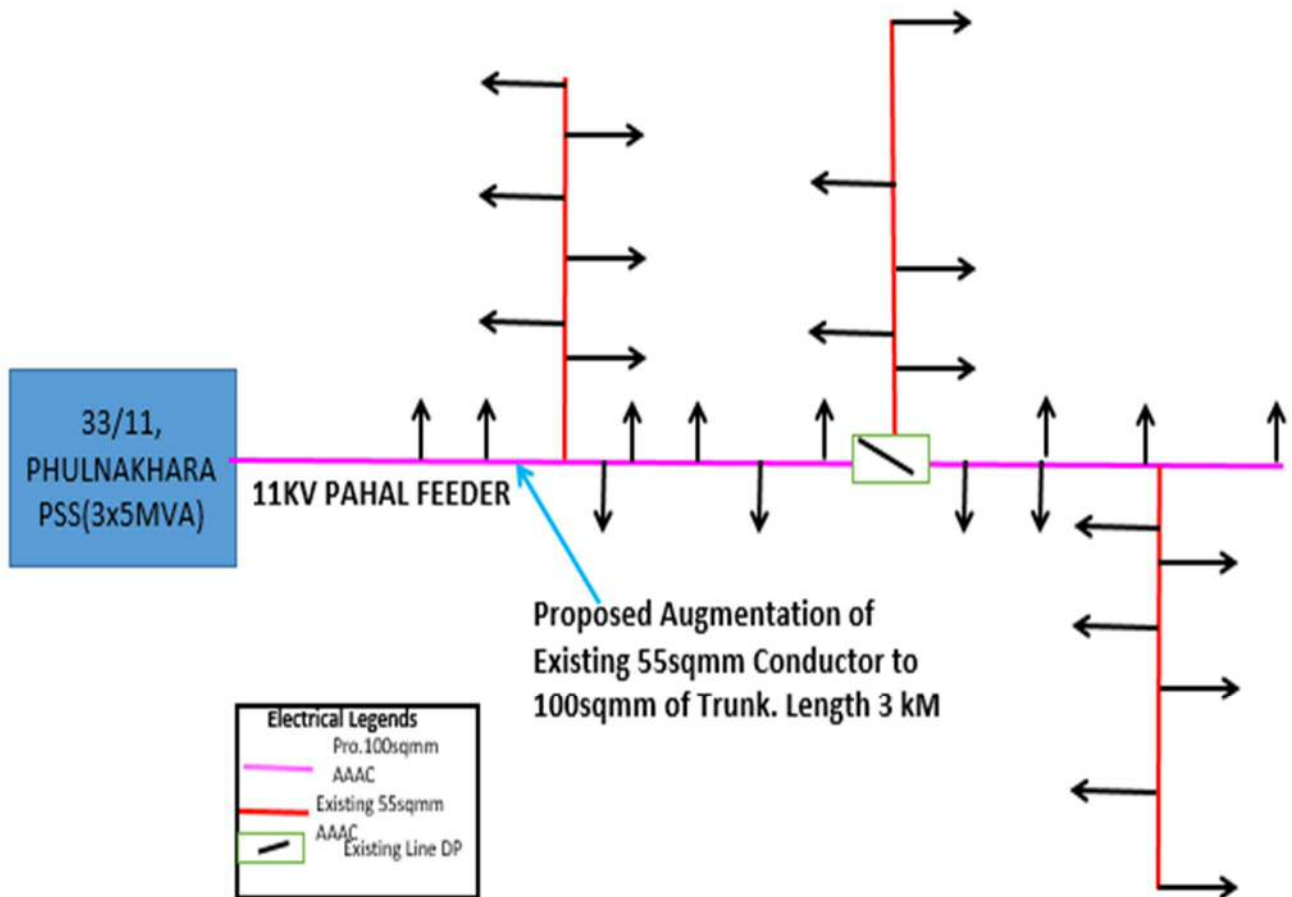 33/11,
PHULNAKHARA
PSS(3x5MVA)
11KV PAHAL FEEDER
Proposed Augmentation of
Existing 55sqmm Conductor to
100sqmm of Trunk. Length 3 kM
Electrical Legends
Pro.100sqmm
AAAC
Existing 55sqmm
AAAC
Existing Line DP